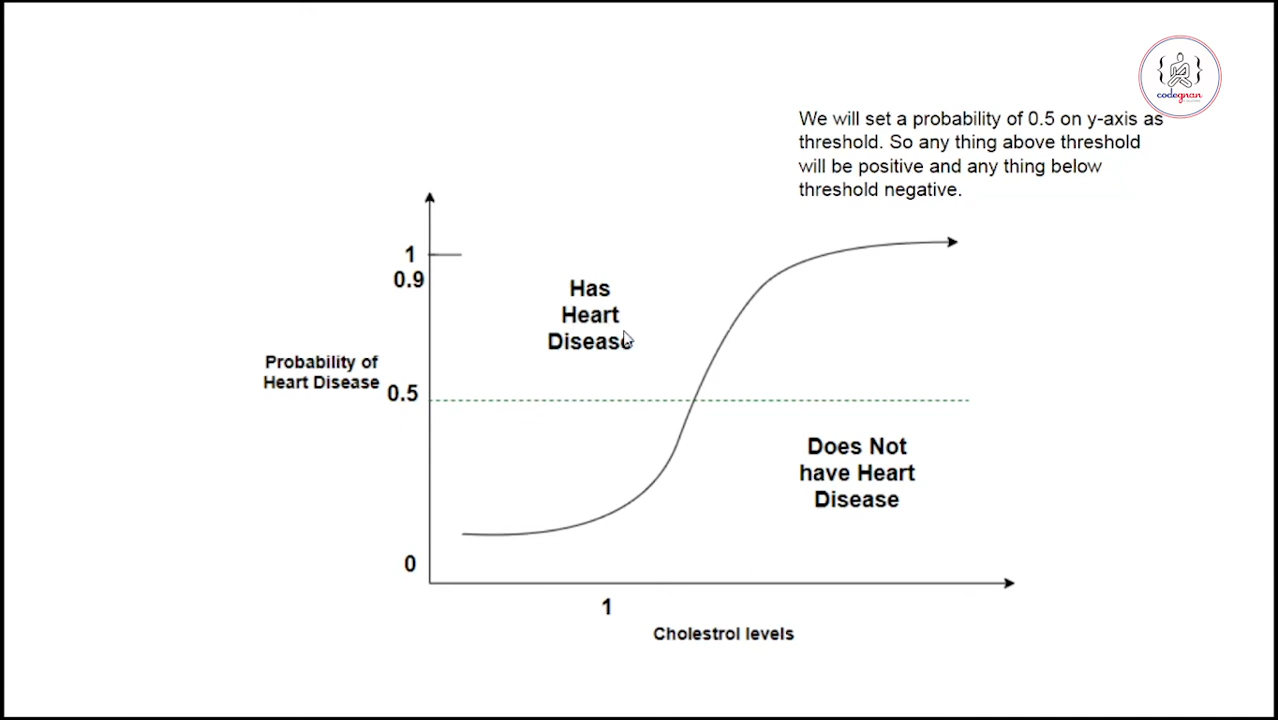 codegnan
We will set a probability of 0.5 on y-axis as
threshold. So any thing above threshold
will be positive and any thing below
threshold negative.
1
0.9
Has
Heart
Disease
Probability of
Heart Disease
0.5
Does Not
have Heart
Disease
0
1
Cholestrol levels